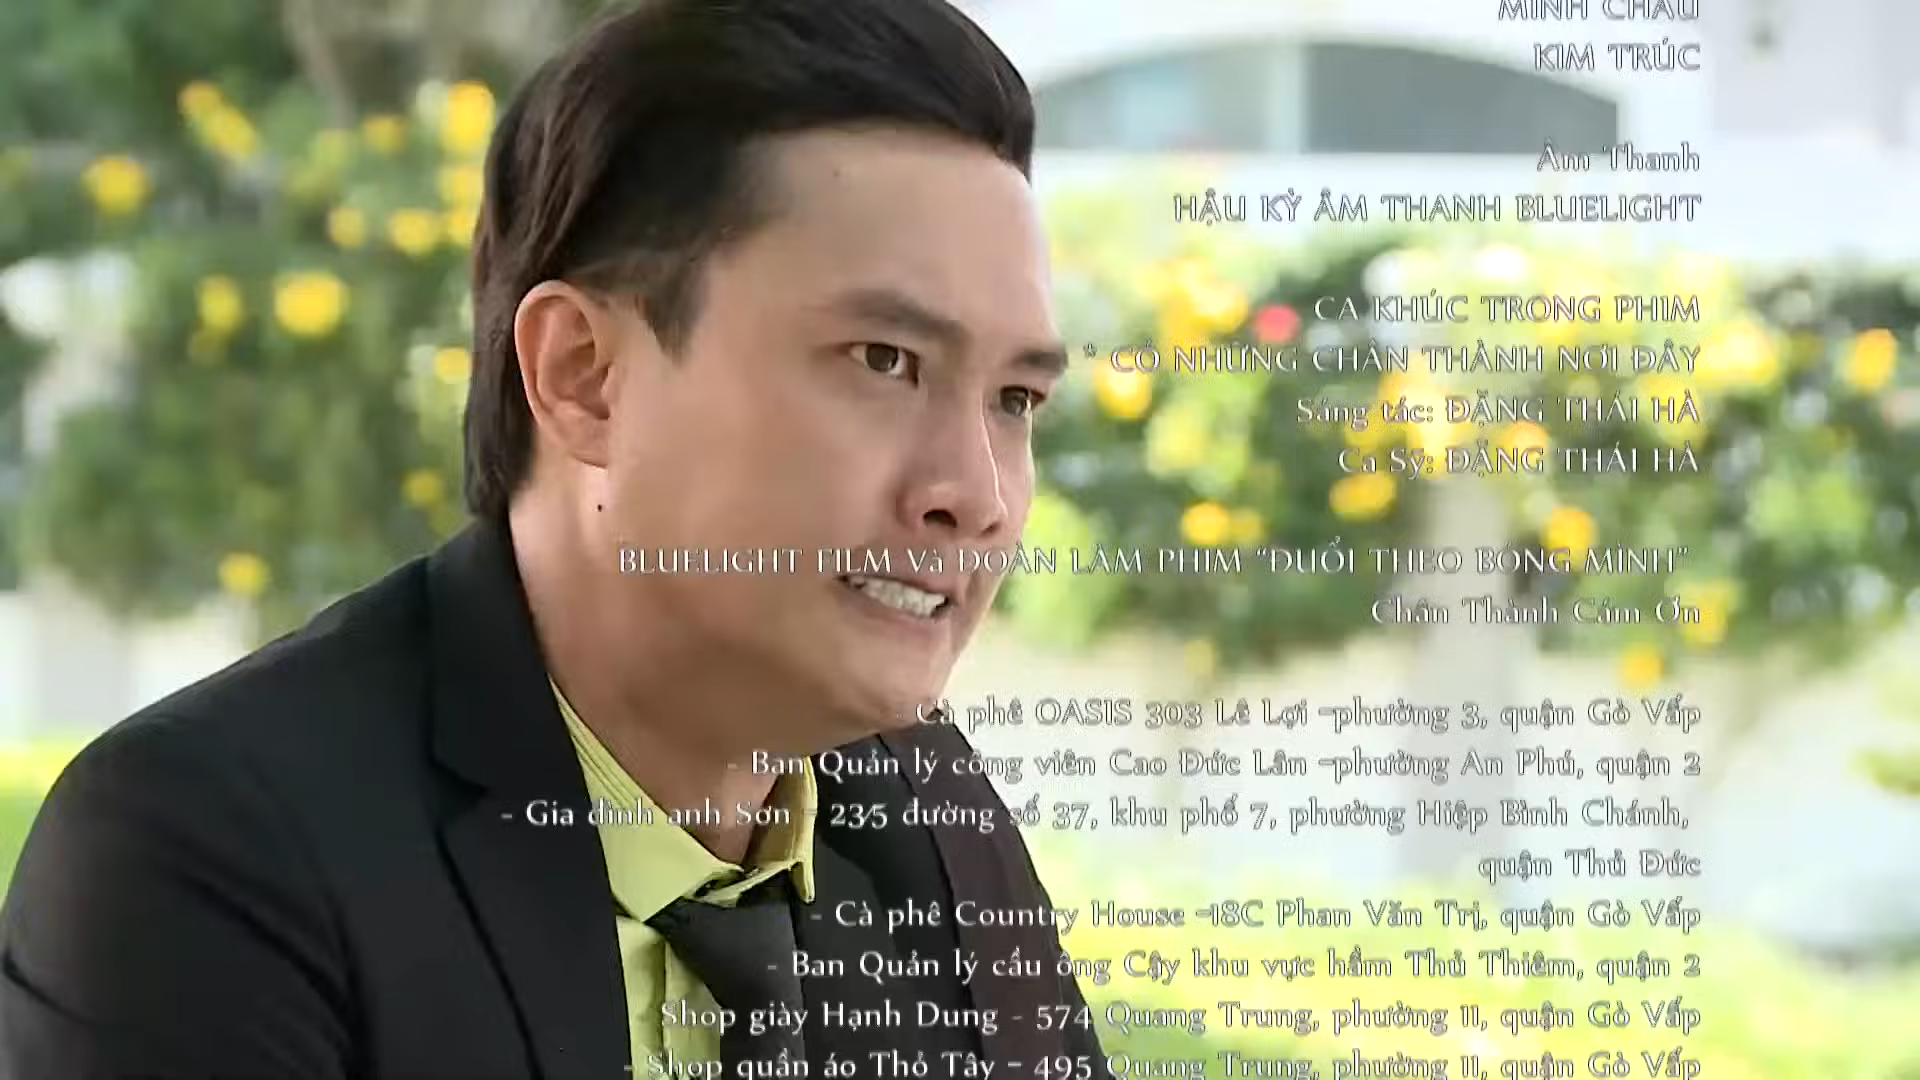 MINH CHÂU
KIM TRÚC
Âm Thanh
HẬU KỲ ÂM THANH BLUELIGHT
CA KHÚC TRONG PHIM
* CÓ NHỮNG CHÂN THÀNH NƠI ĐÂY
Sáng tác: ĐẶNG THÁI HÀ
Ca Sỹ: ĐẶNG THÁI HÀ
BLUELIGHT FILM Và ĐOÀN LÀM PHIM “ĐUỔI THEO BÓNG MÌNH”
Chân Thành Cám Ơn
- Cà phê OASIS 303 Lê Lợi –phường 3, quận Gò Vấp
- Ban Quản lý công viên Cao Đức Lân –phường An Phú, quận 2
- Gia đình anh Sơn – 23/5 đường số 37, khu phố 7, phường Hiệp Bình Chánh,
quận Thủ Đức
- Cà phê Country House –18C Phan Văn Trị, quận Gò Vấp
- Ban Quản lý cầu ông Cậy khu vực hầm Thủ Thiêm, quận 2
Shop giày Hạnh Dung - 574 Quang Trung, phường 11, quận Gò Vấp
- Shop quần áo Thỏ Tây – 495 Quang Trung, phường 11, quận Gò Vấp